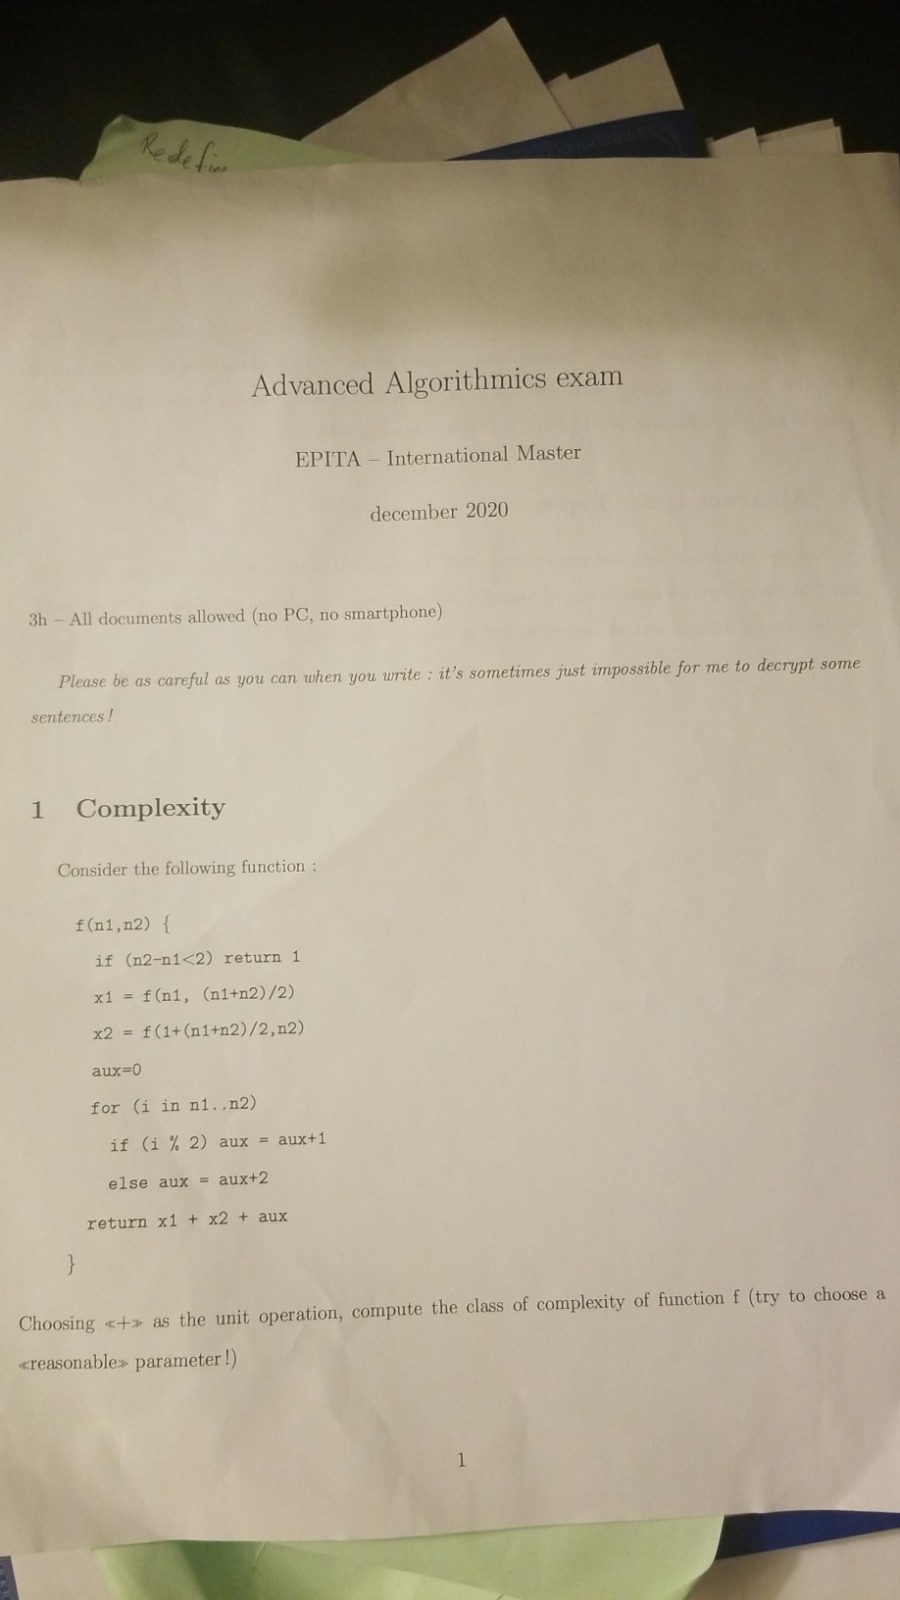 Redefin
Advanced Algorithmics exam
EPITA – International Master
december 2020
3h – All documents allowed (no PC, no smartphone)
Please be as careful as you can when you write : it's sometimes just impossible for me to decrypt some
sentences !
1 Complexity
Consider the following function :
f(n1,n2) {
if (n2-n1<2) return 1
x1 = f(n1, (n1+n2)/2)
x2 = f(1+(n1+n2)/2,n2)
aux=0
for (i in n1..n2)
if (i % 2) aux = aux+1
else aux = aux+2
return x1 + x2 + aux
}
Choosing «+» as the unit operation, compute the class of complexity of function f (try to choose a
«reasonable» parameter !)
1